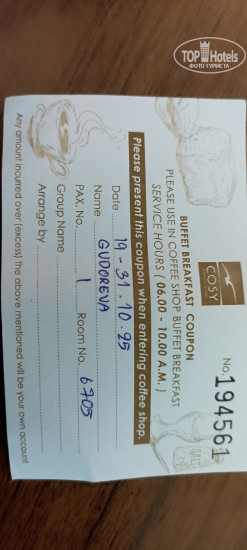 TOP Hotels
ФОТО ТУРИСТА
COSY
No. 194561
BUFFET BREAKFAST COUPON
PLEASE USE IN COFFEE SHOP BUFFET BREAKFAST
SERVICE HOURS ( 06.00 - 10.00 A.M. )
Please present this coupon when entering coffee shop.
Date 19-31.10.25
Name GUDOREVA
PAX. No. 1 Room No. 6705
Group Name
Arrange by
Any amount incurred over (excess) the above mentioned will be your own account